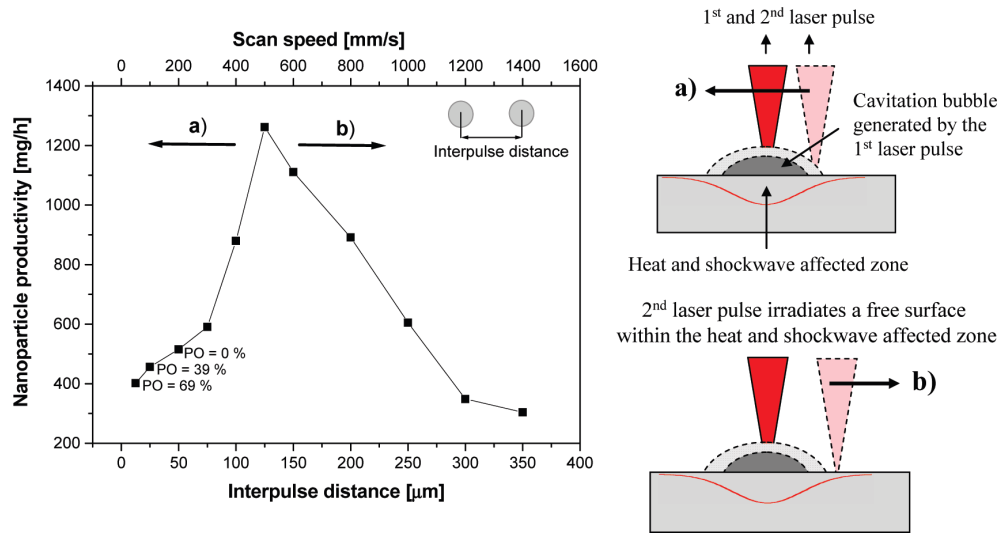 Scan speed [mm/s]
0 200 400 600 800 1000 1200 1400 1600
1400
1200
1000
800
600
400
200
Nanoparticle productivity [mg/h]
a)
b)
Interpulse distance
PO = 0 %
PO = 39 %
PO = 69 %
0 50 100 150 200 250 300 350 400
Interpulse distance [μm]
1st and 2nd laser pulse
a)
Cavitation bubble
generated by the
1st laser pulse
Heat and shockwave affected zone
2nd laser pulse irradiates a free surface
within the heat and shockwave affected zone
b)